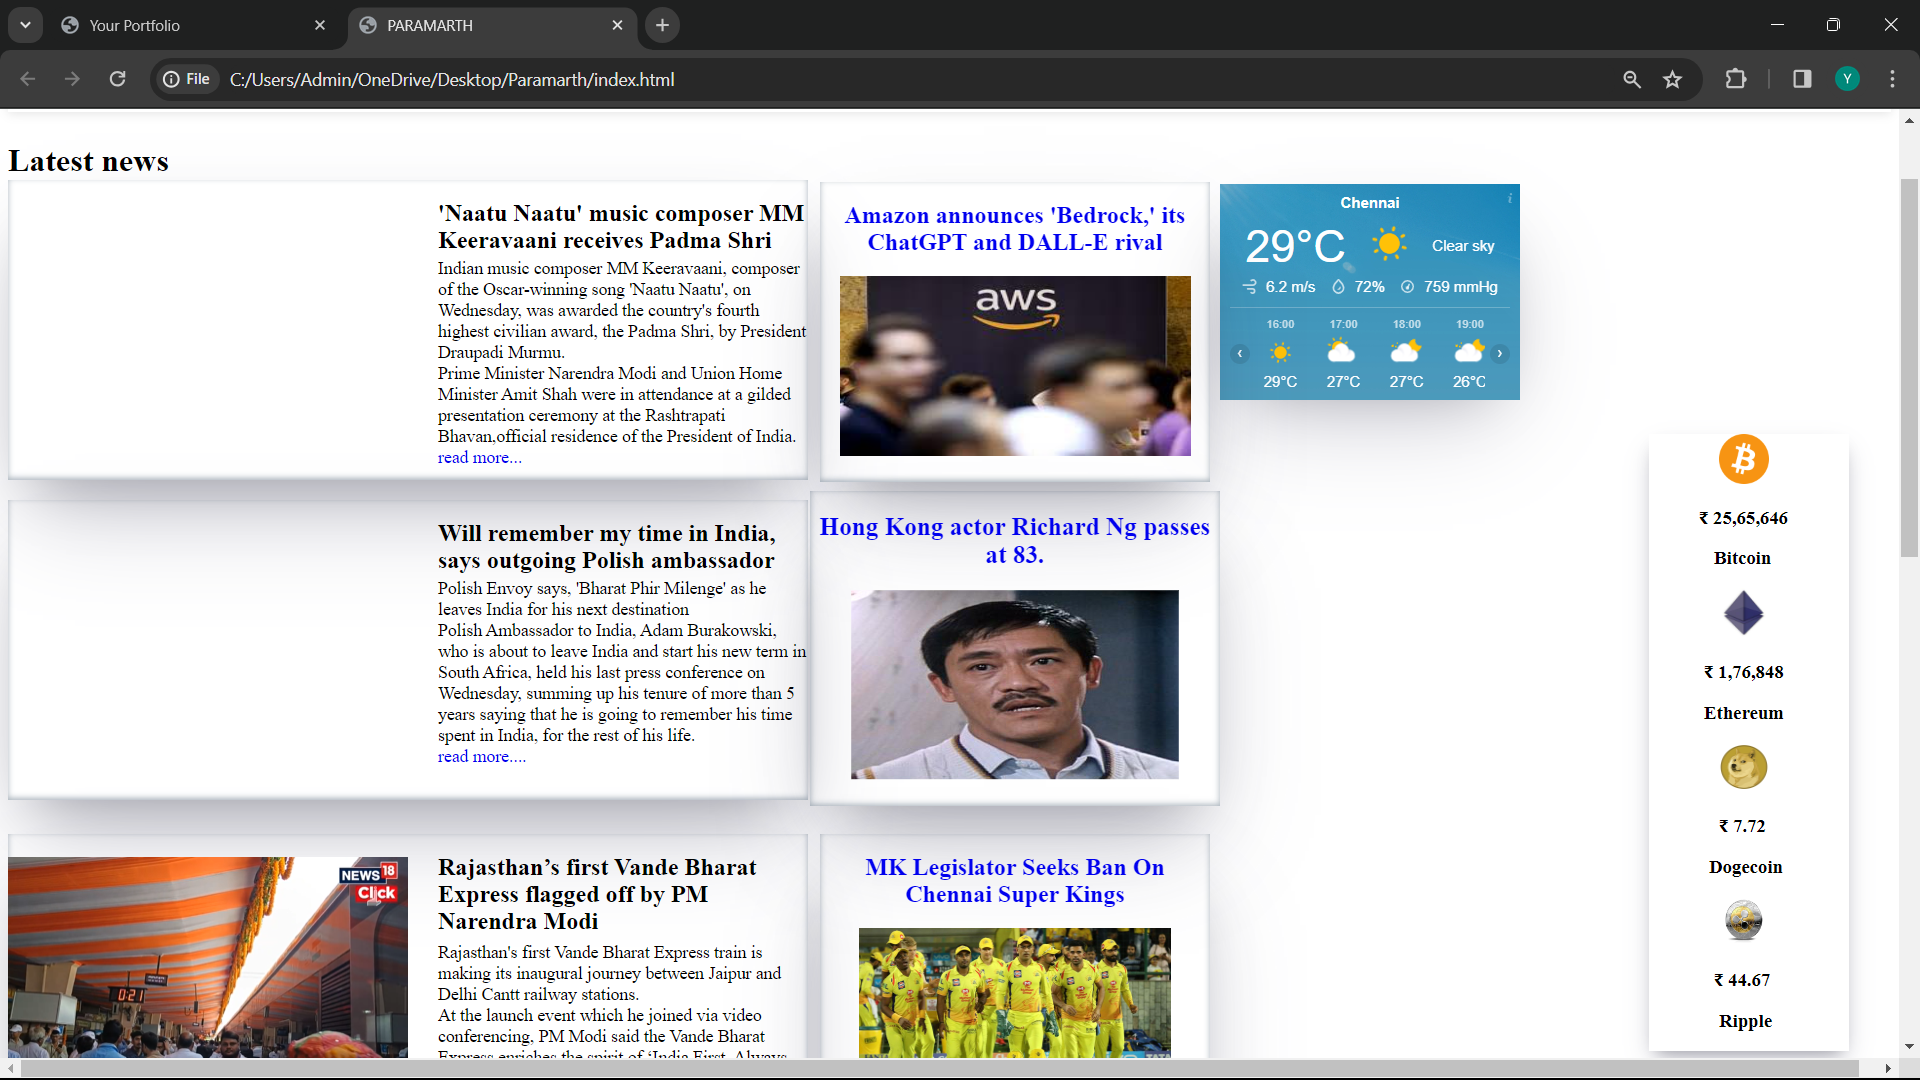 Your Portfolio
PARAMARTH
File
C:/Users/Admin/OneDrive/Desktop/Paramarth/index.html
Y
Latest news
'Naatu Naatu' music composer MM
Keeravaani receives Padma Shri
Indian music composer MM Keeravaani, composer
of the Oscar-winning song 'Naatu Naatu', on
Wednesday, was awarded the country's fourth
highest civilian award, the Padma Shri, by President
Draupadi Murmu.
Prime Minister Narendra Modi and Union Home
Minister Amit Shah were in attendance at a gilded
presentation ceremony at the Rashtrapati
Bhavan,official residence of the President of India.
read more...
Amazon announces 'Bedrock,' its
ChatGPT and DALL-E rival
aws
Chennai
i
29°C
Clear sky
6.2 m/s 72% 759 mmHg
16:00 17:00 18:00 19:00
29°C 27°C 27°C 26°C
Will remember my time in India,
says outgoing Polish ambassador
Polish Envoy says, 'Bharat Phir Milenge' as he
leaves India for his next destination
Polish Ambassador to India, Adam Burakowski,
who is about to leave India and start his new term in
South Africa, held his last press conference on
Wednesday, summing up his tenure of more than 5
years saying that he is going to remember his time
spent in India, for the rest of his life.
read more....
Hong Kong actor Richard Ng passes
at 83.
₹ 25,65,646
Bitcoin
₹ 1,76,848
Ethereum
₹ 7.72
Dogecoin
₹ 44.67
Ripple
NEWS 18
Click
0:21
Rajasthan’s first Vande Bharat
Express flagged off by PM
Narendra Modi
Rajasthan's first Vande Bharat Express train is
making its inaugural journey between Jaipur and
Delhi Cantt railway stations.
At the launch event which he joined via video
conferencing, PM Modi said the Vande Bharat
Express enriches the spirit of ‘India First, Always
MK Legislator Seeks Ban On
Chennai Super Kings